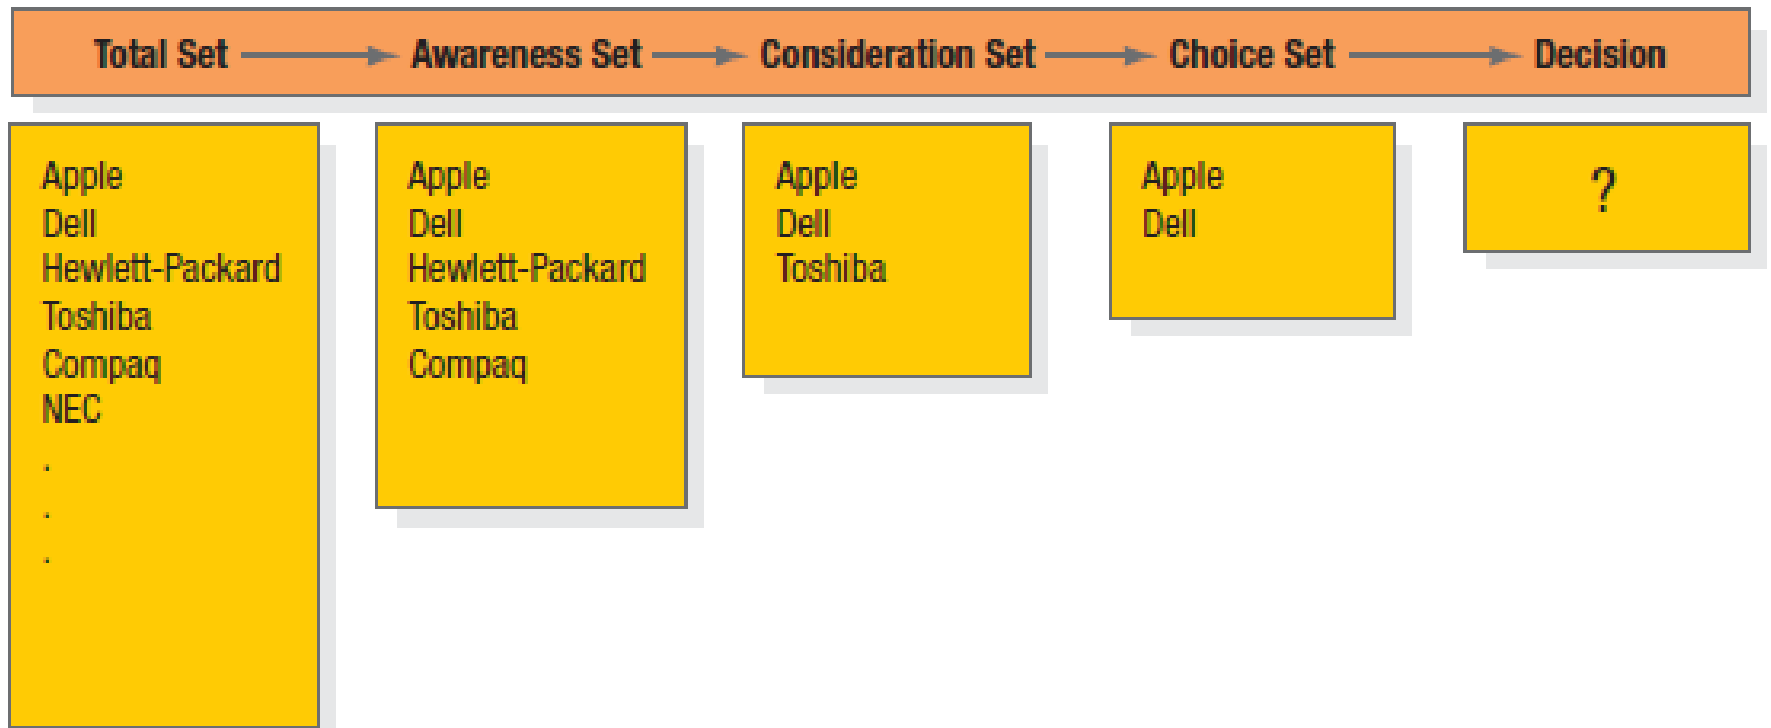 Total Set Awareness Set Consideration Set Choice Set Decision
Apple
Dell
Hewlett-Packard
Toshiba
Compaq
NEC
.
.
.
Apple
Dell
Hewlett-Packard
Toshiba
Compaq
Apple
Dell
Toshiba
Apple
Dell
?